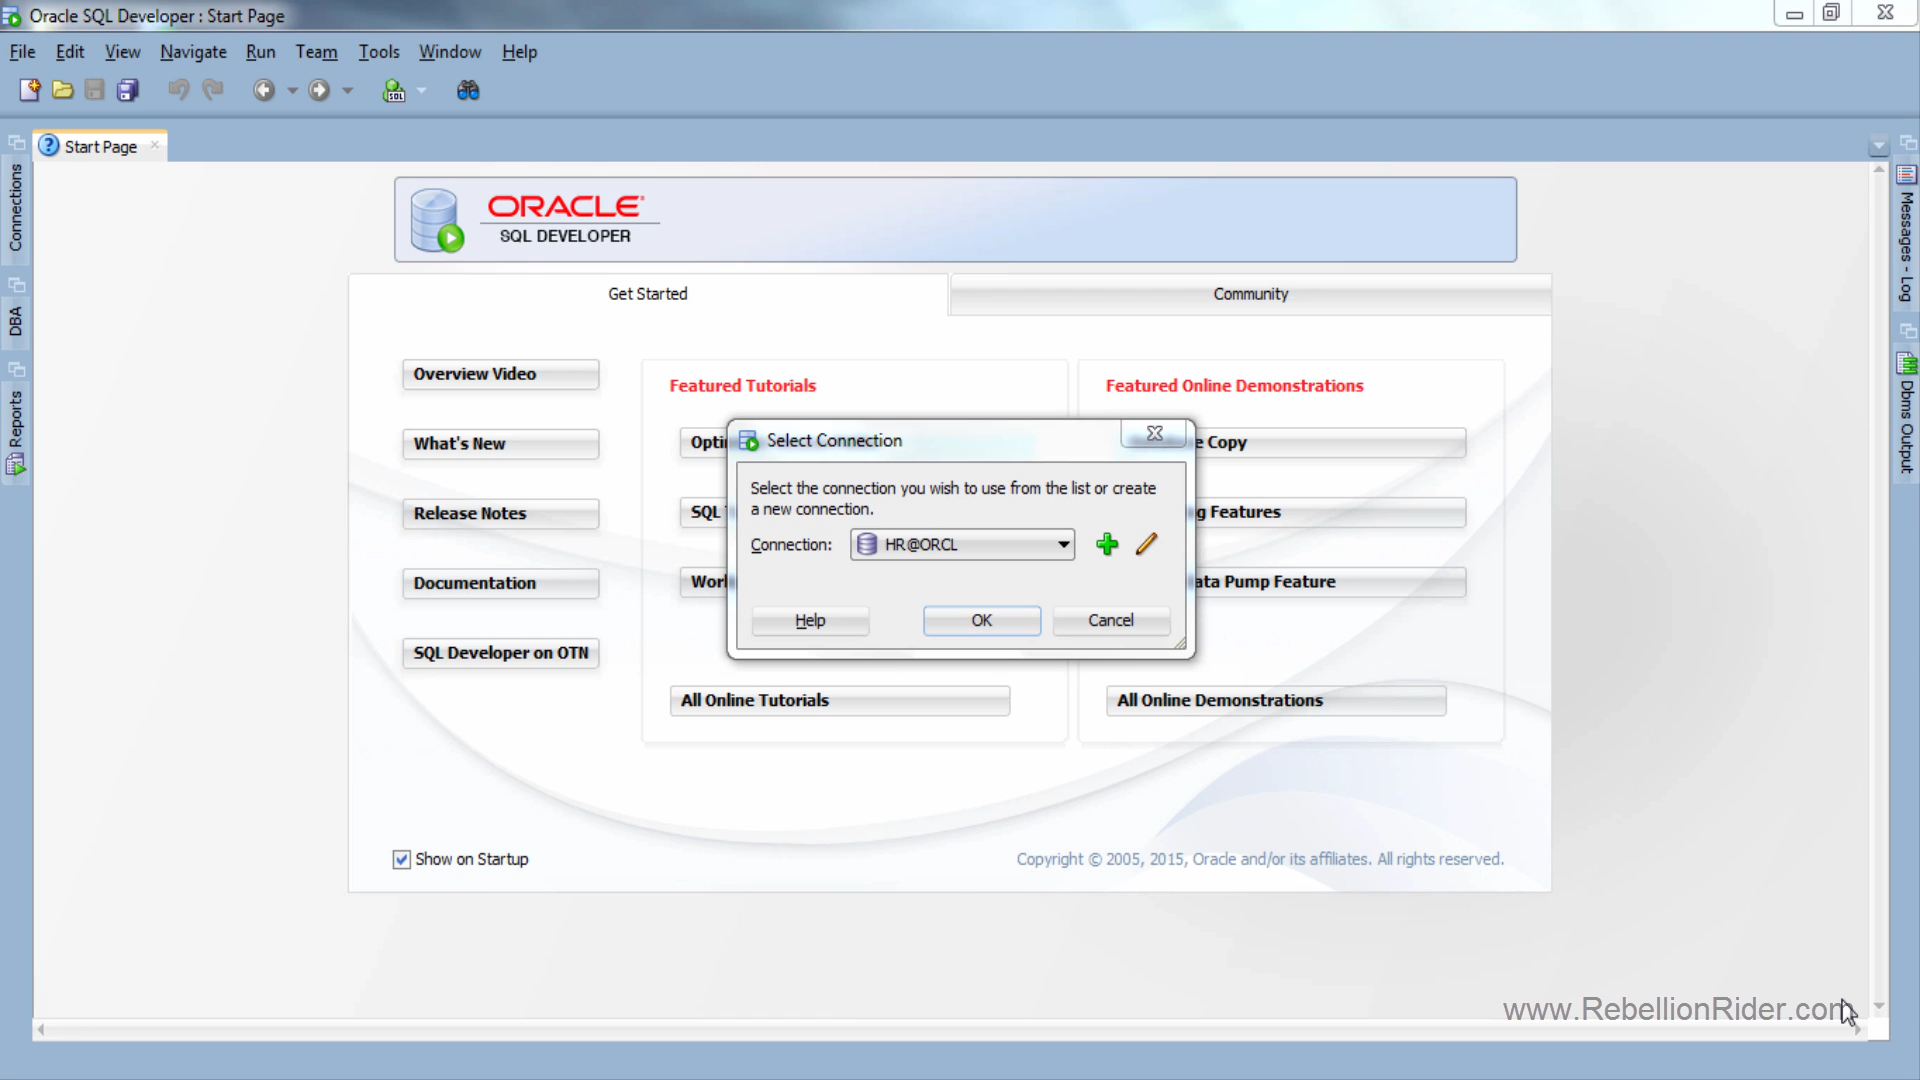 Oracle SQL Developer : Start Page
File Edit View Navigate Run Team Tools Window Help
SQL
Start Page
Connections
DBA
Reports
Messages - Log
Dbms Output
ORACLE
SQL DEVELOPER
Get Started
Community
Overview Video
What's New
Release Notes
Documentation
SQL Developer on OTN
Featured Tutorials
Opti
SQL
Worl
All Online Tutorials
Featured Online Demonstrations
e Copy
g Features
ata Pump Feature
All Online Demonstrations
Select Connection
Select the connection you wish to use from the list or create
a new connection.
Connection: HR@ORCL
Help OK Cancel
Show on Startup
Copyright © 2005, 2015, Oracle and/or its affiliates. All rights reserved.
www.RebellionRider.com